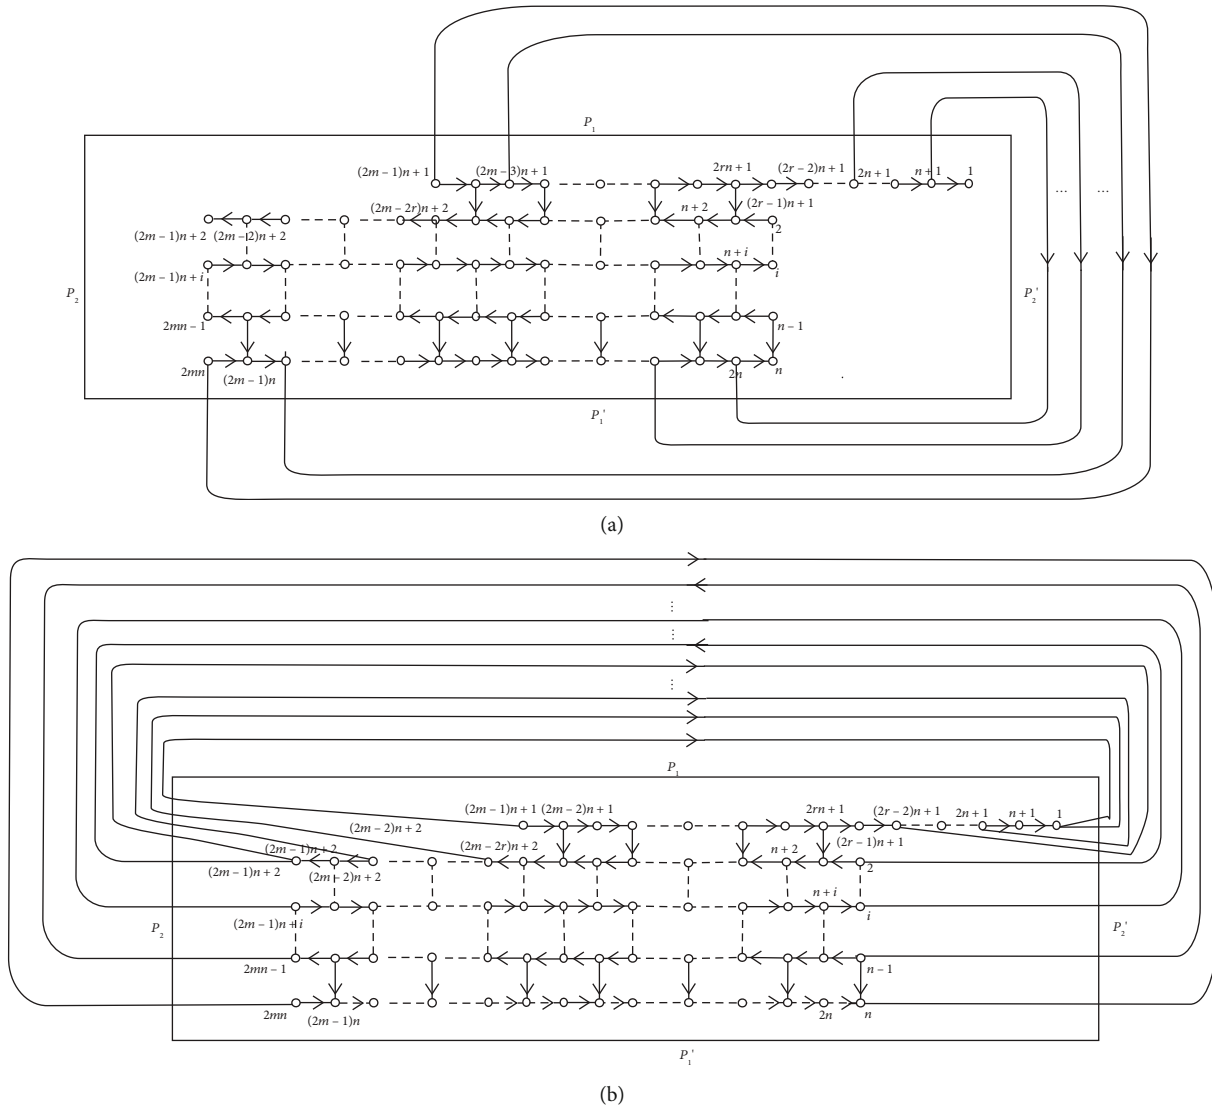 P₁
(2m – 1)n + 1 (2m – 3)n + 1 2rn + 1 (2r – 2)n + 1 2n + 1 n + 1 1
... ...
(2m – 2r)n + 2 n + 2 (2r – 1)n + 1
(2m – 1)n + 2 (2m – 2)n + 2 2
(2m – 1)n + i n + i i
P₂ P₂'
2mn – 1 n – 1
2mn (2m – 1)n 2n n
P₁'
(a)
...
...
...
P₁
(2m – 1)n + 1 (2m – 2)n + 1 2rn + 1 (2r – 2)n + 1 2n + 1 n + 1 1
(2m – 2)n + 2
(2m – 1)n + 2 (2m – 2r)n + 2 n + 2 (2r – 1)n + 1
(2m – 1)n + 2 (2m – 2)n + 2 2
(2m – 1)n + i n + i i
P₂ P₂'
2mn – 1 n – 1
2mn (2m – 1)n 2n n
P₁'
(b)